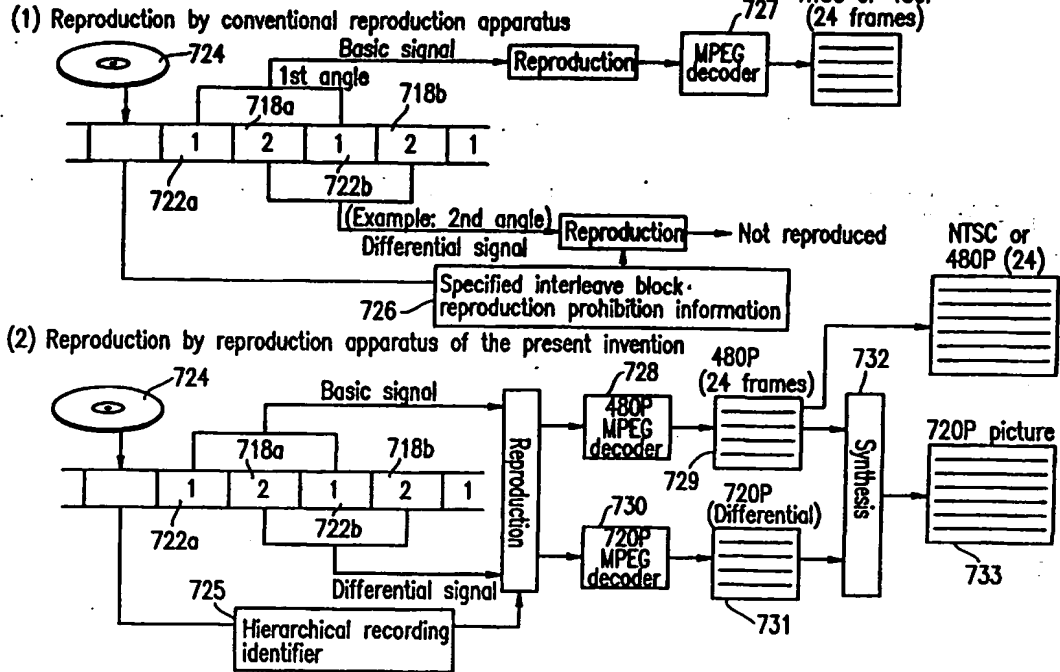 (1) Reproduction by conventional reproduction apparatus
727
(24 frames)
724
Basic signal
Reproduction
MPEG
decoder
1st angle
718a
718b
1
2
1
2
1
722a
722b
(Example: 2nd angle)
Differential signal
Reproduction
Not reproduced
726
Specified interleave block·
reproduction prohibition information
NTSC or
480P (24)
(2) Reproduction by reproduction apparatus of the present invention
724
Basic signal
718a
718b
1
2
1
2
1
722a
722b
Differential signal
725
Hierarchical recording
identifier
Reproduction
728
480P
MPEG
decoder
480P
(24 frames)
729
730
720P
MPEG
decoder
720P
(Differential)
731
732
Synthesis
720P picture
733